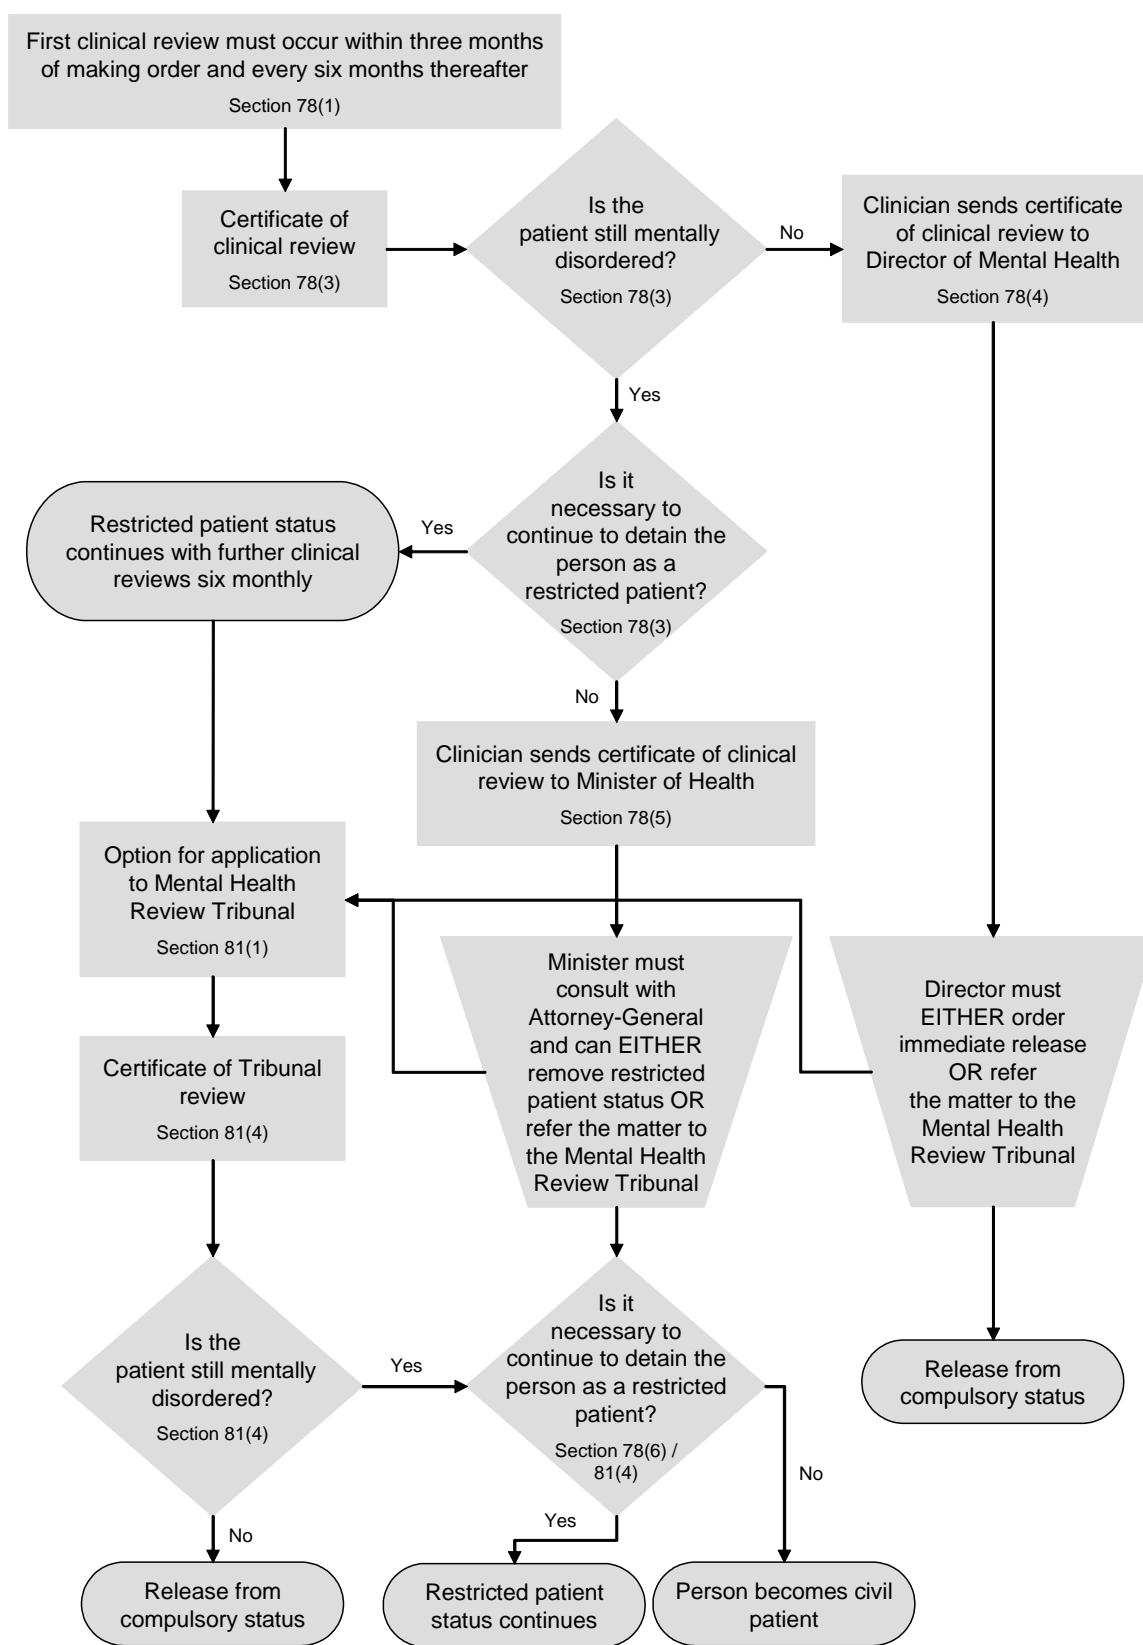 First clinical review must occur within three months
of making order and every six months thereafter
Section 78(1)
Certificate of
clinical review
Section 78(3)
Is the
patient still mentally
disordered?
Section 78(3)
No
Clinician sends certificate
of clinical review to
Director of Mental Health
Section 78(4)
Yes
Is it
necessary to
continue to detain the
person as a
restricted patient?
Section 78(3)
Yes
Restricted patient status
continues with further clinical
reviews six monthly
No
Clinician sends certificate of clinical
review to Minister of Health
Section 78(5)
Option for application
to Mental Health
Review Tribunal
Section 81(1)
Minister must
consult with
Attorney-General
and can EITHER
remove restricted
patient status OR
refer the matter to
the Mental Health
Review Tribunal
Director must
EITHER order
immediate release
OR refer
the matter to the
Mental Health
Review Tribunal
Certificate of Tribunal
review
Section 81(4)
Is the
patient still mentally
disordered?
Section 81(4)
Yes
Is it
necessary to
continue to detain the
person as a restricted
patient?
Section 78(6) /
81(4)
Release from
compulsory status
No
Yes
No
Release from
compulsory status
Restricted patient
status continues
Person becomes civil
patient